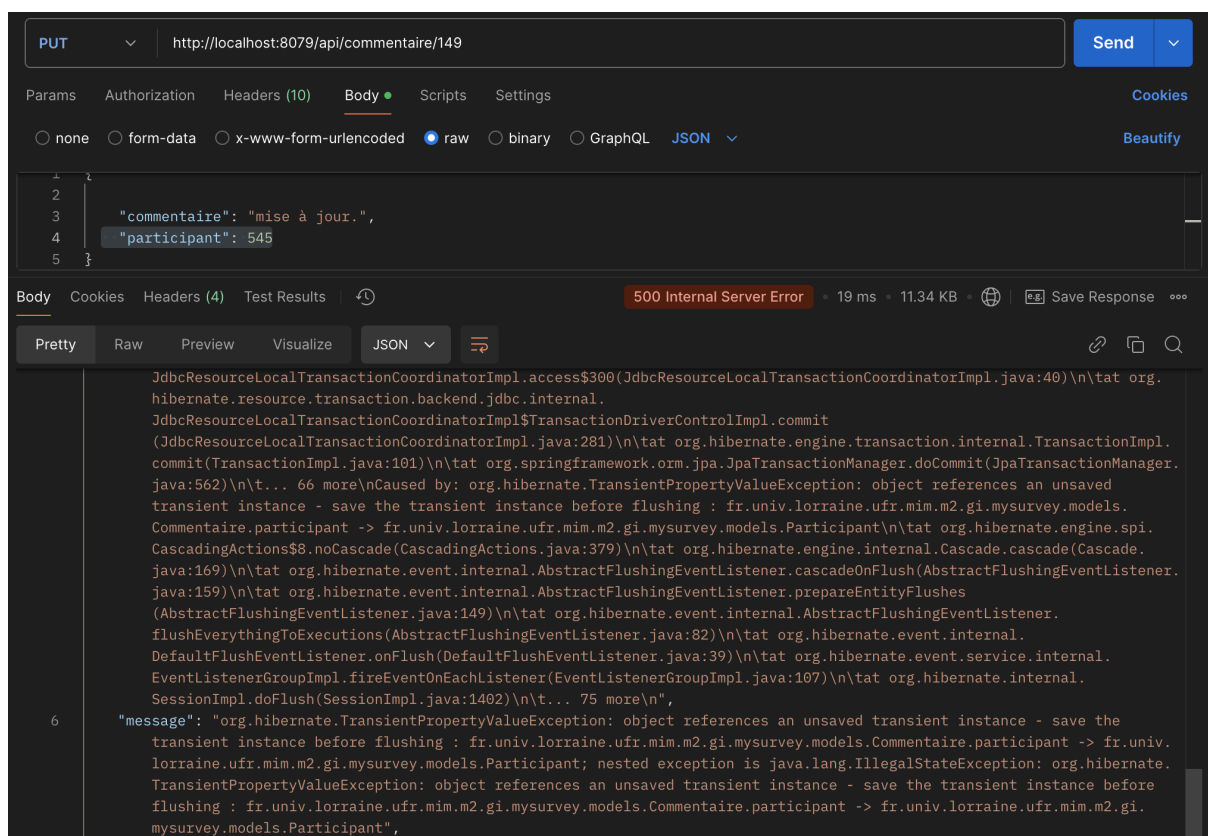 PUT http://localhost:8079/api/commentaire/149 Send
Params Authorization Headers (10) Body Scripts Settings Cookies
none form-data x-www-form-urlencoded raw binary GraphQL JSON Beautify
1 {
2
3 "commentaire": "mise à jour.",
4 "participant": 545
5 }
Body Cookies Headers (4) Test Results 500 Internal Server Error • 19 ms • 11.34 KB • e.g. Save Response
Pretty Raw Preview Visualize JSON
JdbcResourceLocalTransactionCoordinatorImpl.access$300(JdbcResourceLocalTransactionCoordinatorImpl.java:40)\n\tat org.
hibernate.resource.transaction.backend.jdbc.internal.
JdbcResourceLocalTransactionCoordinatorImpl$TransactionDriverControlImpl.commit
(JdbcResourceLocalTransactionCoordinatorImpl.java:281)\n\tat org.hibernate.engine.transaction.internal.TransactionImpl.
commit(TransactionImpl.java:101)\n\tat org.springframework.orm.jpa.JpaTransactionManager.doCommit(JpaTransactionManager.
java:562)\n\t... 66 more\nCaused by: org.hibernate.TransientPropertyValueException: object references an unsaved
transient instance - save the transient instance before flushing : fr.univ.lorraine.ufr.mim.m2.gi.mysurvey.models.
Commentaire.participant -> fr.univ.lorraine.ufr.mim.m2.gi.mysurvey.models.Participant\n\tat org.hibernate.engine.spi.
CascadingActions$8.noCascade(CascadingActions.java:379)\n\tat org.hibernate.engine.internal.Cascade.cascade(Cascade.
java:169)\n\tat org.hibernate.event.internal.AbstractFlushingEventListener.cascadeOnFlush(AbstractFlushingEventListener.
java:159)\n\tat org.hibernate.event.internal.AbstractFlushingEventListener.prepareEntityFlushes
(AbstractFlushingEventListener.java:149)\n\tat org.hibernate.event.internal.AbstractFlushingEventListener.
flushEverythingToExecutions(AbstractFlushingEventListener.java:82)\n\tat org.hibernate.event.internal.
DefaultFlushEventListener.onFlush(DefaultFlushEventListener.java:39)\n\tat org.hibernate.event.service.internal.
EventListenerGroupImpl.fireEventOnEachListener(EventListenerGroupImpl.java:107)\n\tat org.hibernate.internal.
SessionImpl.doFlush(SessionImpl.java:1402)\n\t... 75 more\n",
6 "message": "org.hibernate.TransientPropertyValueException: object references an unsaved transient instance - save the
transient instance before flushing : fr.univ.lorraine.ufr.mim.m2.gi.mysurvey.models.Commentaire.participant -> fr.univ.
lorraine.ufr.mim.m2.gi.mysurvey.models.Participant; nested exception is java.lang.IllegalStateException: org.hibernate.
TransientPropertyValueException: object references an unsaved transient instance - save the transient instance before
flushing : fr.univ.lorraine.ufr.mim.m2.gi.mysurvey.models.Commentaire.participant -> fr.univ.lorraine.ufr.mim.m2.gi.
mysurvey.models.Participant",